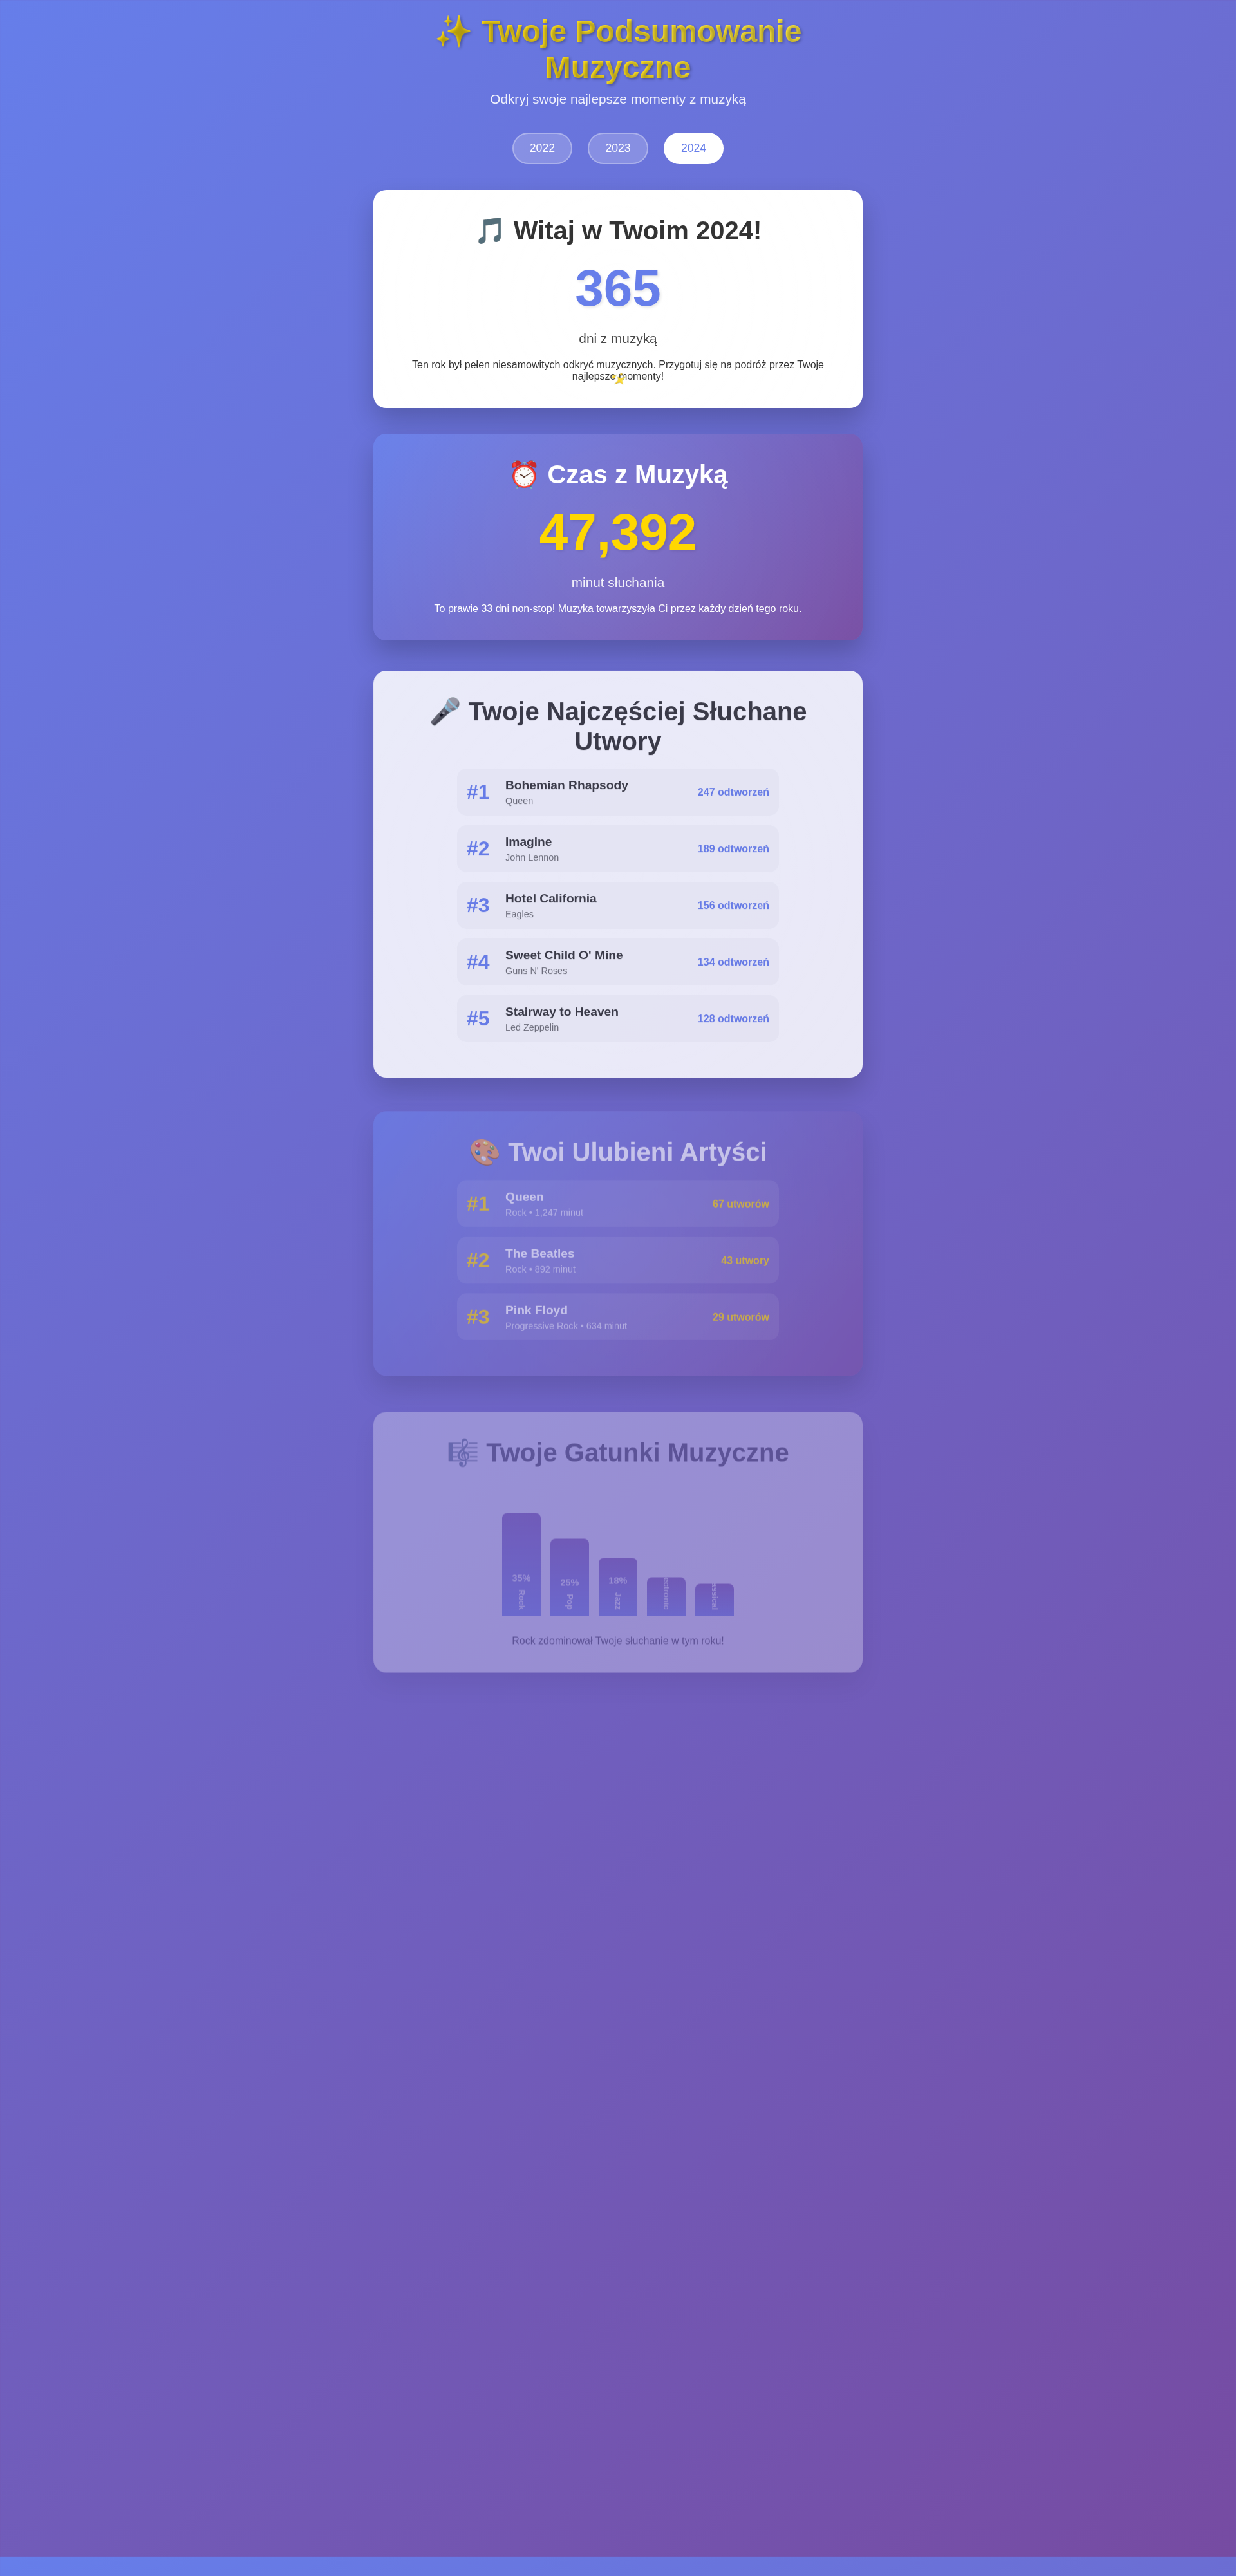 ✨ Twoje Podsumowanie
Muzyczne
Odkryj swoje najlepsze momenty z muzyką
2022
2023
2024
🎵 Witaj w Twoim 2024!
365
dni z muzyką
Ten rok był pełen niesamowitych odkryć muzycznych. Przygotuj się na podróż przez Twoje
najlepsze momenty!
⏰ Czas z Muzyką
47,392
minut słuchania
To prawie 33 dni non-stop! Muzyka towarzyszyła Ci przez każdy dzień tego roku.
🎤 Twoje Najczęściej Słuchane
Utwory
#1 Bohemian Rhapsody 247 odtworzeń
Queen
#2 Imagine 189 odtworzeń
John Lennon
#3 Hotel California 156 odtworzeń
Eagles
#4 Sweet Child O' Mine 134 odtworzeń
Guns N' Roses
#5 Stairway to Heaven 128 odtworzeń
Led Zeppelin
🎨 Twoi Ulubieni Artyści
#1 Queen 67 utworów
Rock • 1,247 minut
#2 The Beatles 43 utwory
Rock • 892 minut
#3 Pink Floyd 29 utworów
Progressive Rock • 634 minut
🎼 Twoje Gatunki Muzyczne
35%
Rock
25%
Pop
18%
Jazz
Rock zdominował Twoje słuchanie w tym roku!